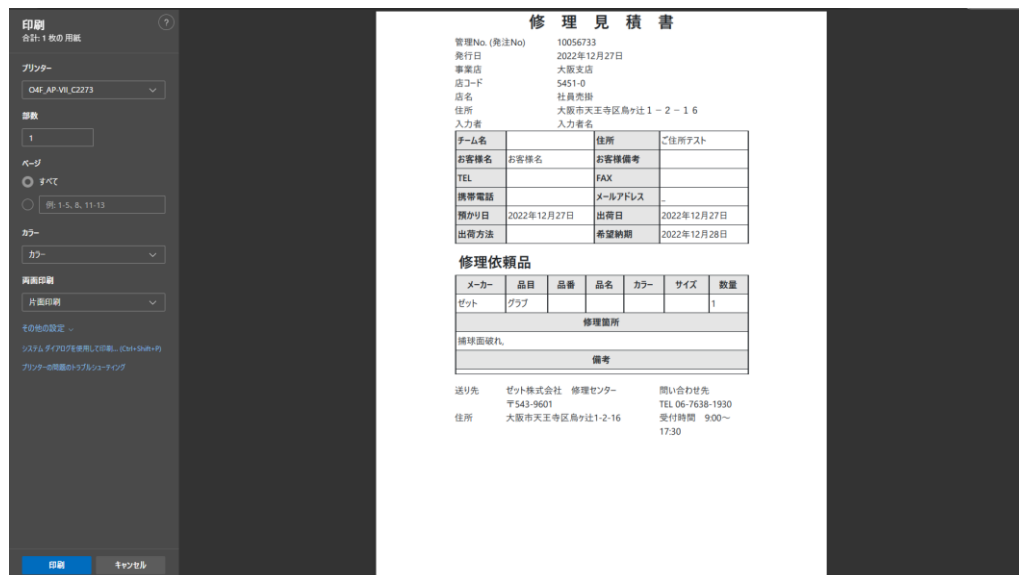 印刷
?
合計: 1 枚の 用紙
プリンター
O4F_AP-VII_C2273
部数
1
ページ
すべて
例: 1-5、8、11-13
カラー
カラー
両面印刷
片面印刷
その他の設定
システム ダイアログを使用して印刷... (Ctrl+Shift+P)
プリンターの問題のトラブルシューティング
印刷 キャンセル
修 理 見 積 書
管理No. (発注No) 10056733
発行日 2022年12月27日
事業店 大阪支店
店コード 5451-0
店名 社員売掛
住所 大阪市天王寺区烏ヶ辻1-2-16
入力者 入力者名
チーム名 住所 ご住所テスト
お客様名 お客様名 お客様備考
TEL FAX
携帯電話 メールアドレス _
預かり日 2022年12月27日 出荷日 2022年12月27日
出荷方法 希望納期 2022年12月28日
修理依頼品
メーカー 品目 品番 品名 カラー サイズ 数量
ゼット グラブ 1
修理箇所
捕球面破れ,
備考
送り先 ゼット株式会社 修理センター 問い合わせ先
〒543-9601 TEL 06-7638-1930
住所 大阪市天王寺区烏ヶ辻1-2-16 受付時間 9:00~
17:30